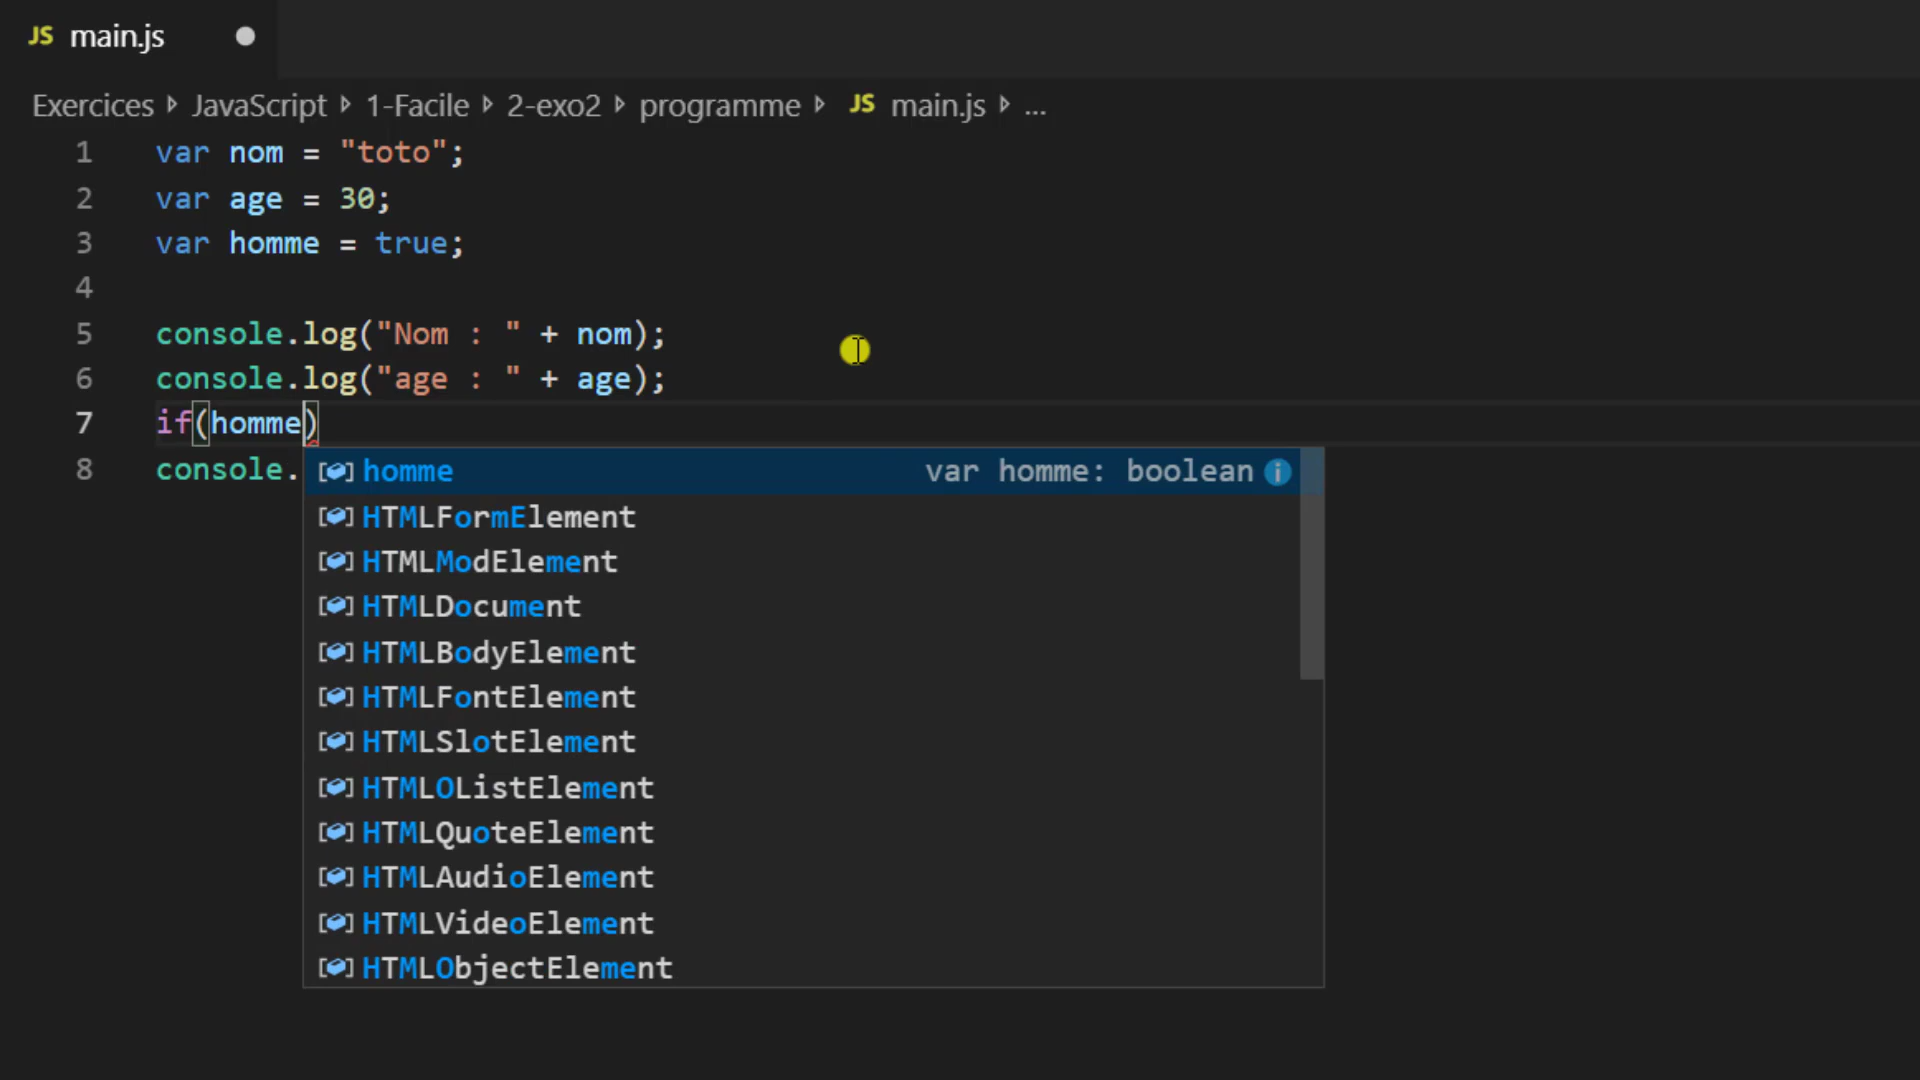 JS main.js
Exercices JavaScript 1-Facile 2-exo2 programme JS main.js ...
1 var nom = "toto";
2 var age = 30;
3 var homme = true;
4
5 console.log("Nom : " + nom);
6 console.log("age : " + age);
7 if(homme)
8 console.
homme var homme: boolean
HTMLFormElement
HTMLModElement
HTMLDocument
HTMLBodyElement
HTMLFontElement
HTMLSlotElement
HTMLOListElement
HTMLQuoteElement
HTMLAudioElement
HTMLVideoElement
HTMLObjectElement